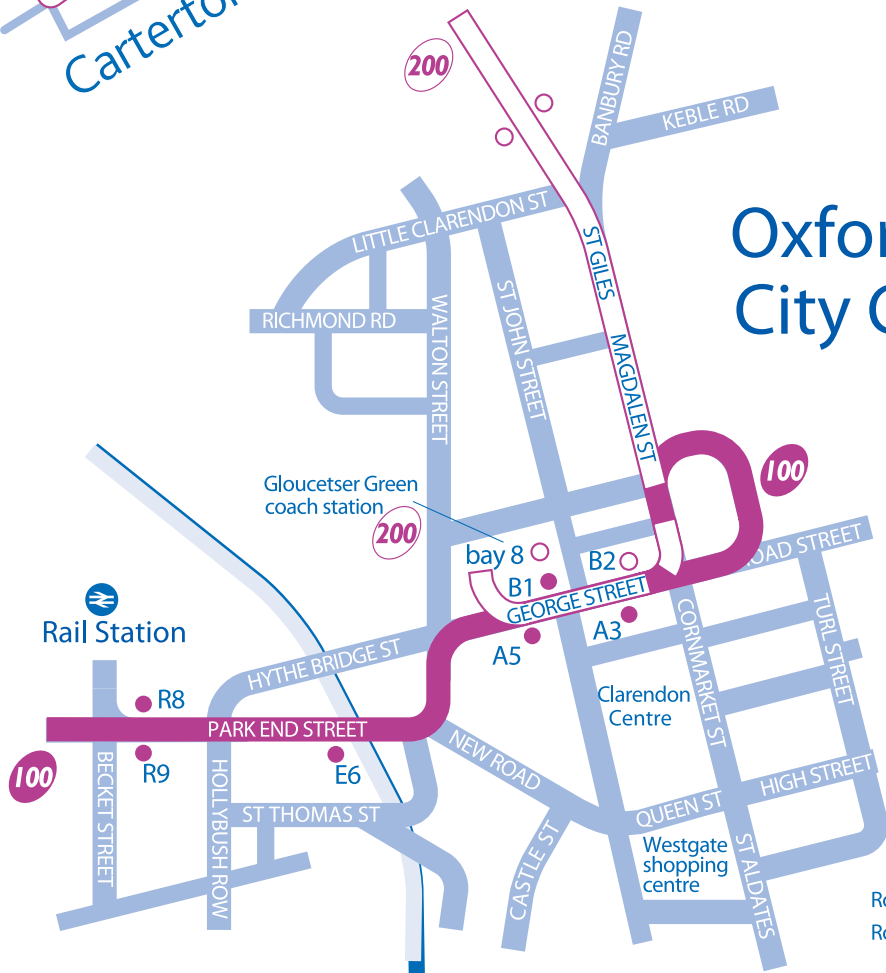 Carterto
200
BANBURY RD
KEBLE RD
LITTLE CLARENDON ST
ST GILES
Oxfor
City C
RICHMOND RD
WALTON STREET
ST JOHN STREET
MAGDALEN ST
100
Gloucetser Green
coach station
200
bay 8
B2
B1
GEORGE STREET
OAD STREET
A5
A3
CORNMARKET ST
TURL STREET
Rail Station
HYTHE BRIDGE ST
Clarendon
Centre
R8
PARK END STREET
R9
E6
100
NEW ROAD
BECKET STREET
HOLLYBUSH ROW
ST THOMAS ST
CASTLE ST
QUEEN ST
HIGH STREET
Westgate
shopping
centre
ST ALDATES
Ro
Ro